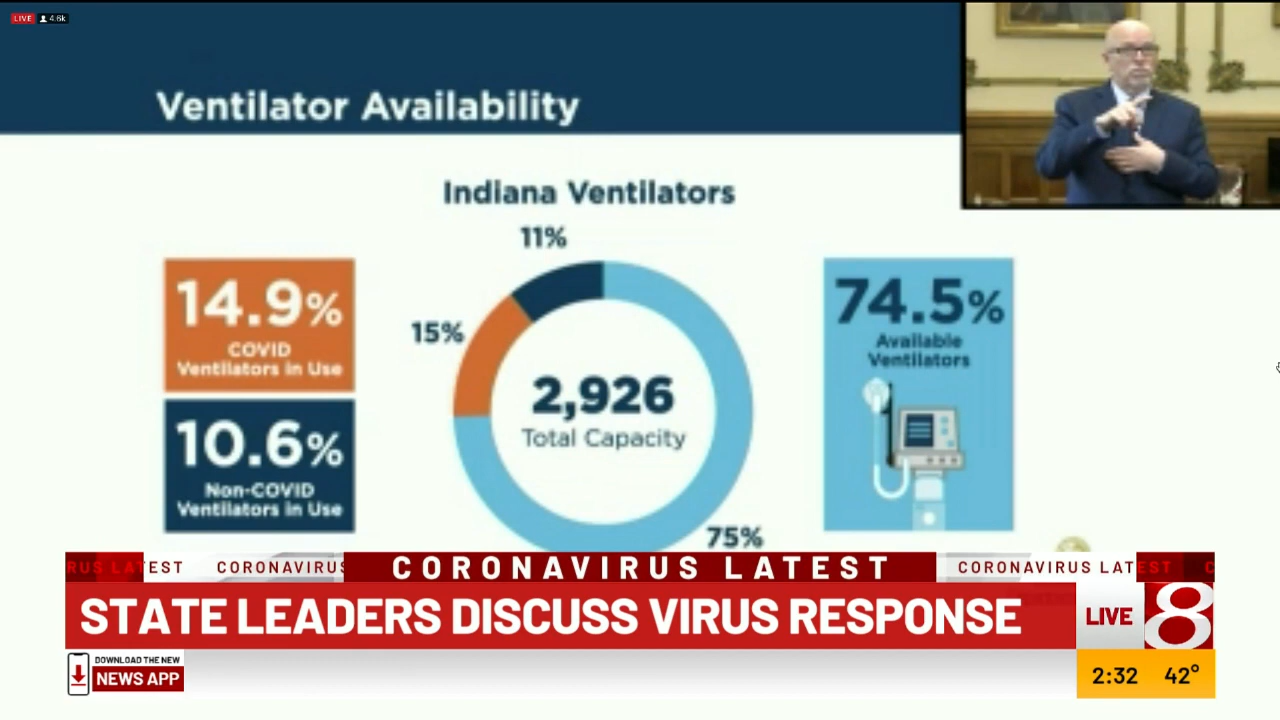 LIVE 4.6k
Ventilator Availability
Indiana Ventilators
11%
14.9%
COVID
Ventilators in Use
15%
10.6%
Non-COVID
Ventilators in Use
2,926
Total Capacity
74.5%
Available
Ventilators
75%
RUS LATEST CORONAVIRUS CORONAVIRUS LATEST CORONAVIRUS LATEST C
STATE LEADERS DISCUSS VIRUS RESPONSE
LIVE 8
DOWNLOAD THE NEW
NEWS APP
2:32 42°